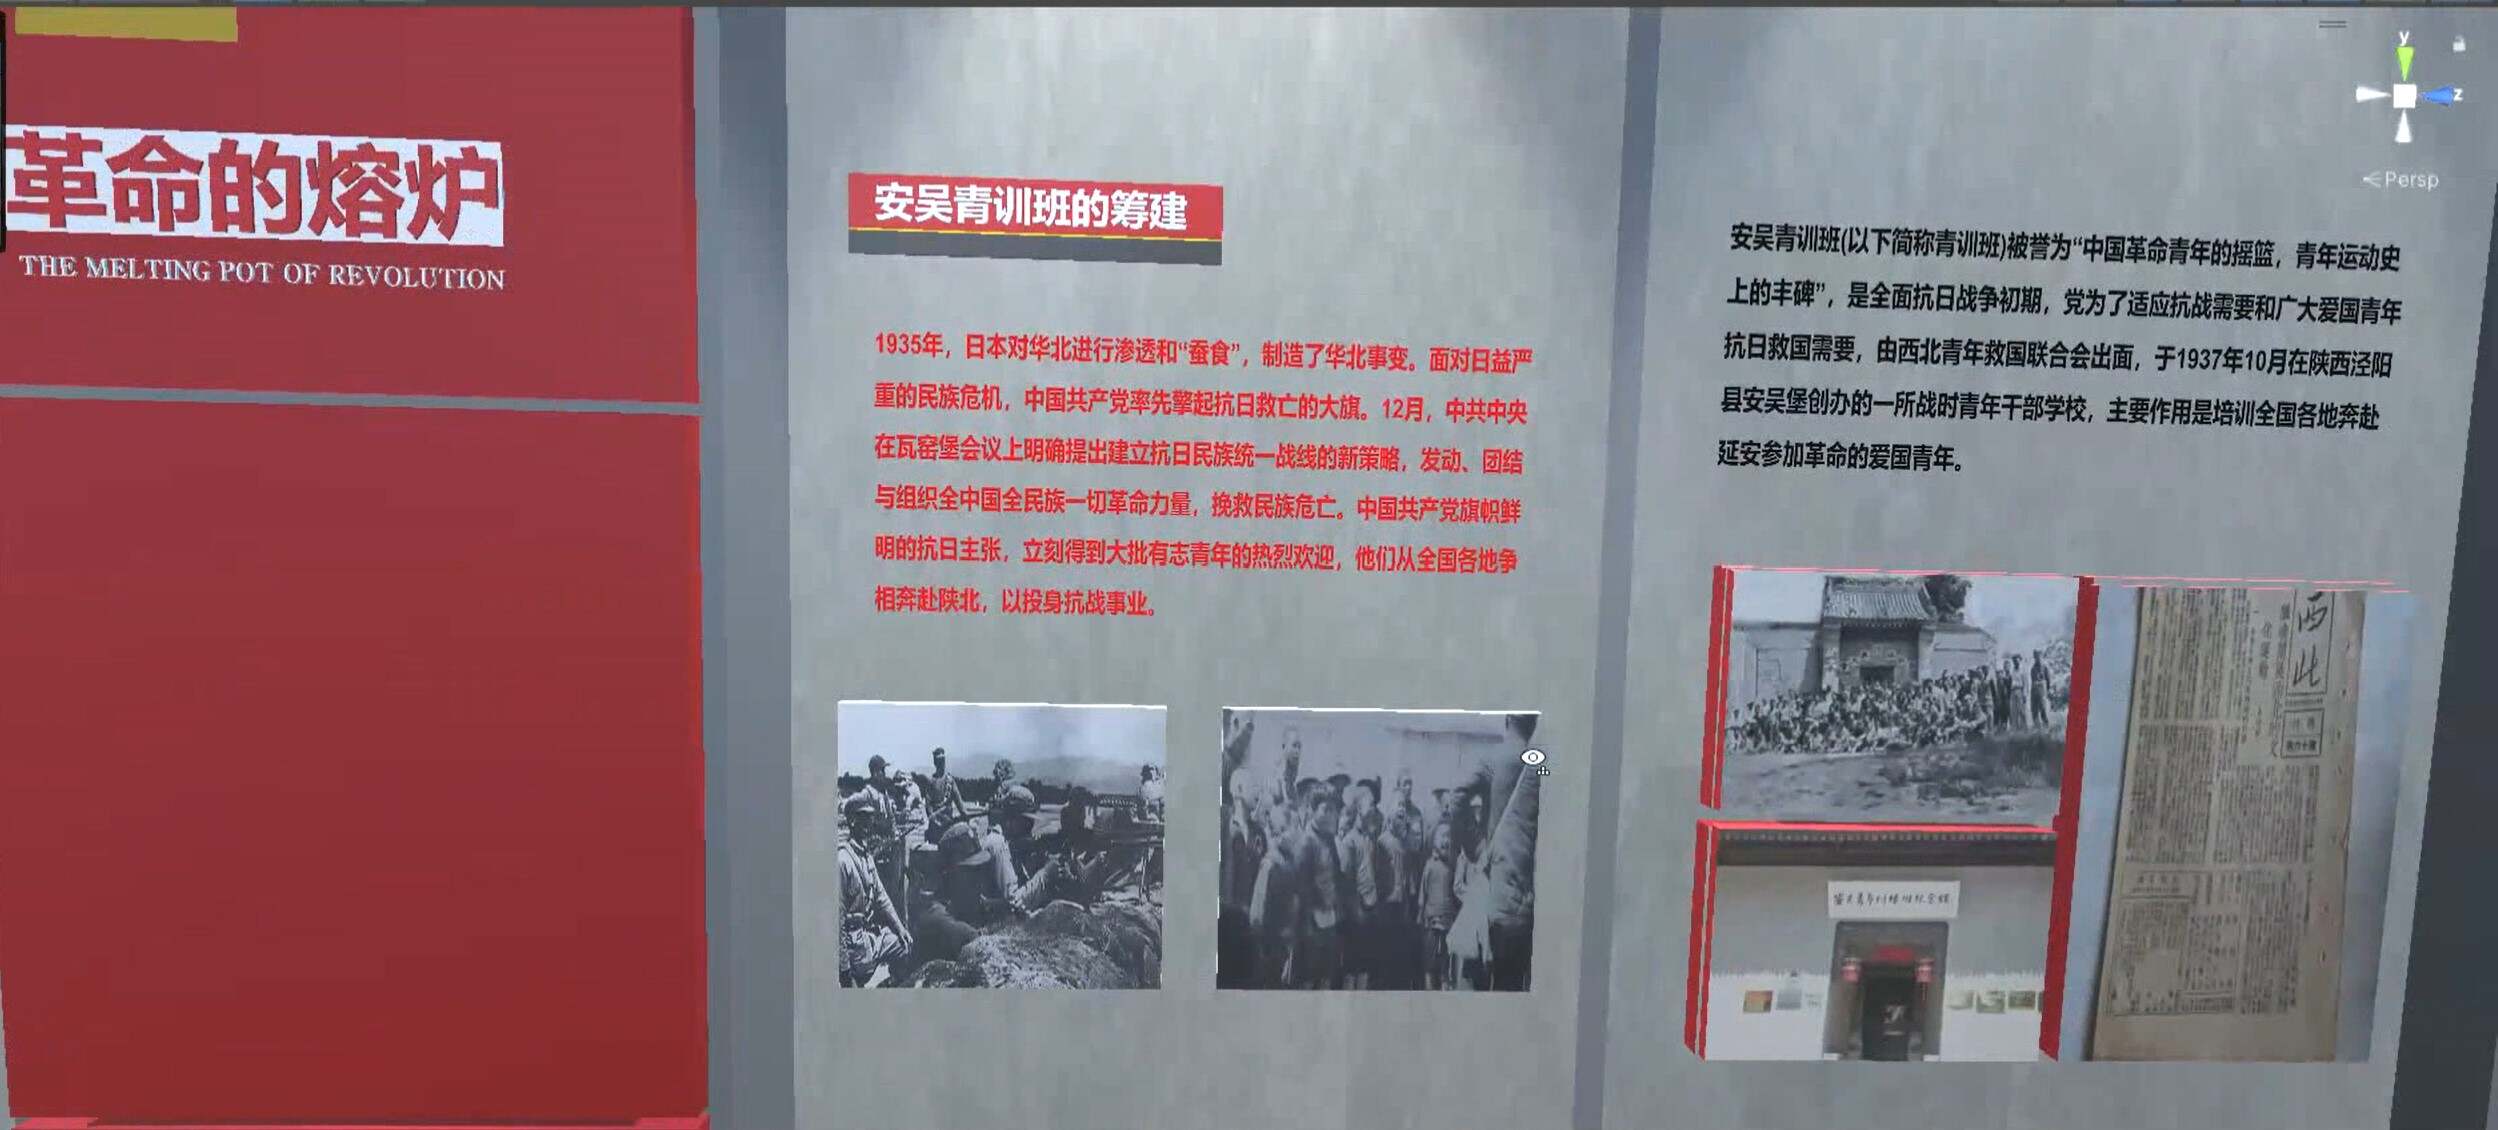 革命的熔炉
THE MELTING POT OF REVOLUTION
安吴青训班的筹建
1935年，日本对华北进行渗透和“蚕食”，制造了华北事变。面对日益严
重的民族危机，中国共产党率先擎起抗日救亡的大旗。12月，中共中央
在瓦窑堡会议上明确提出建立抗日民族统一战线的新策略，发动、团结
与组织全中国全民族一切革命力量，挽救民族危亡。中国共产党旗帜鲜
明的抗日主张，立刻得到大批有志青年的热烈欢迎，他们从全国各地争
相奔赴陕北，以投身抗战事业。
安吴青训班(以下简称青训班)被誉为“中国革命青年的摇篮，青年运动史
上的丰碑”，是全面抗日战争初期，党为了适应抗战需要和广大爱国青年
抗日救国需要，由西北青年救国联合会出面，于1937年10月在陕西泾阳
县安吴堡创办的一所战时青年干部学校，主要作用是培训全国各地奔赴
延安参加革命的爱国青年。
y
z
Persp